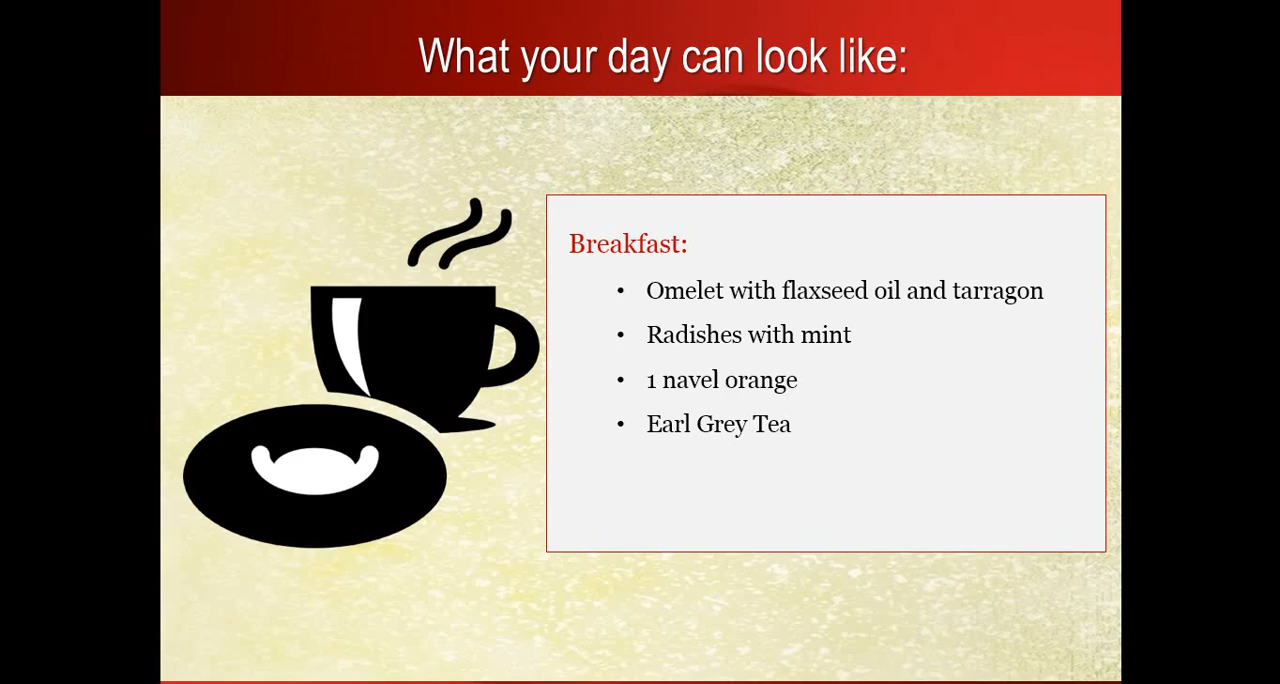 What your day can look like:
Breakfast:
• Omelet with flaxseed oil and tarragon
• Radishes with mint
• 1 navel orange
• Earl Grey Tea